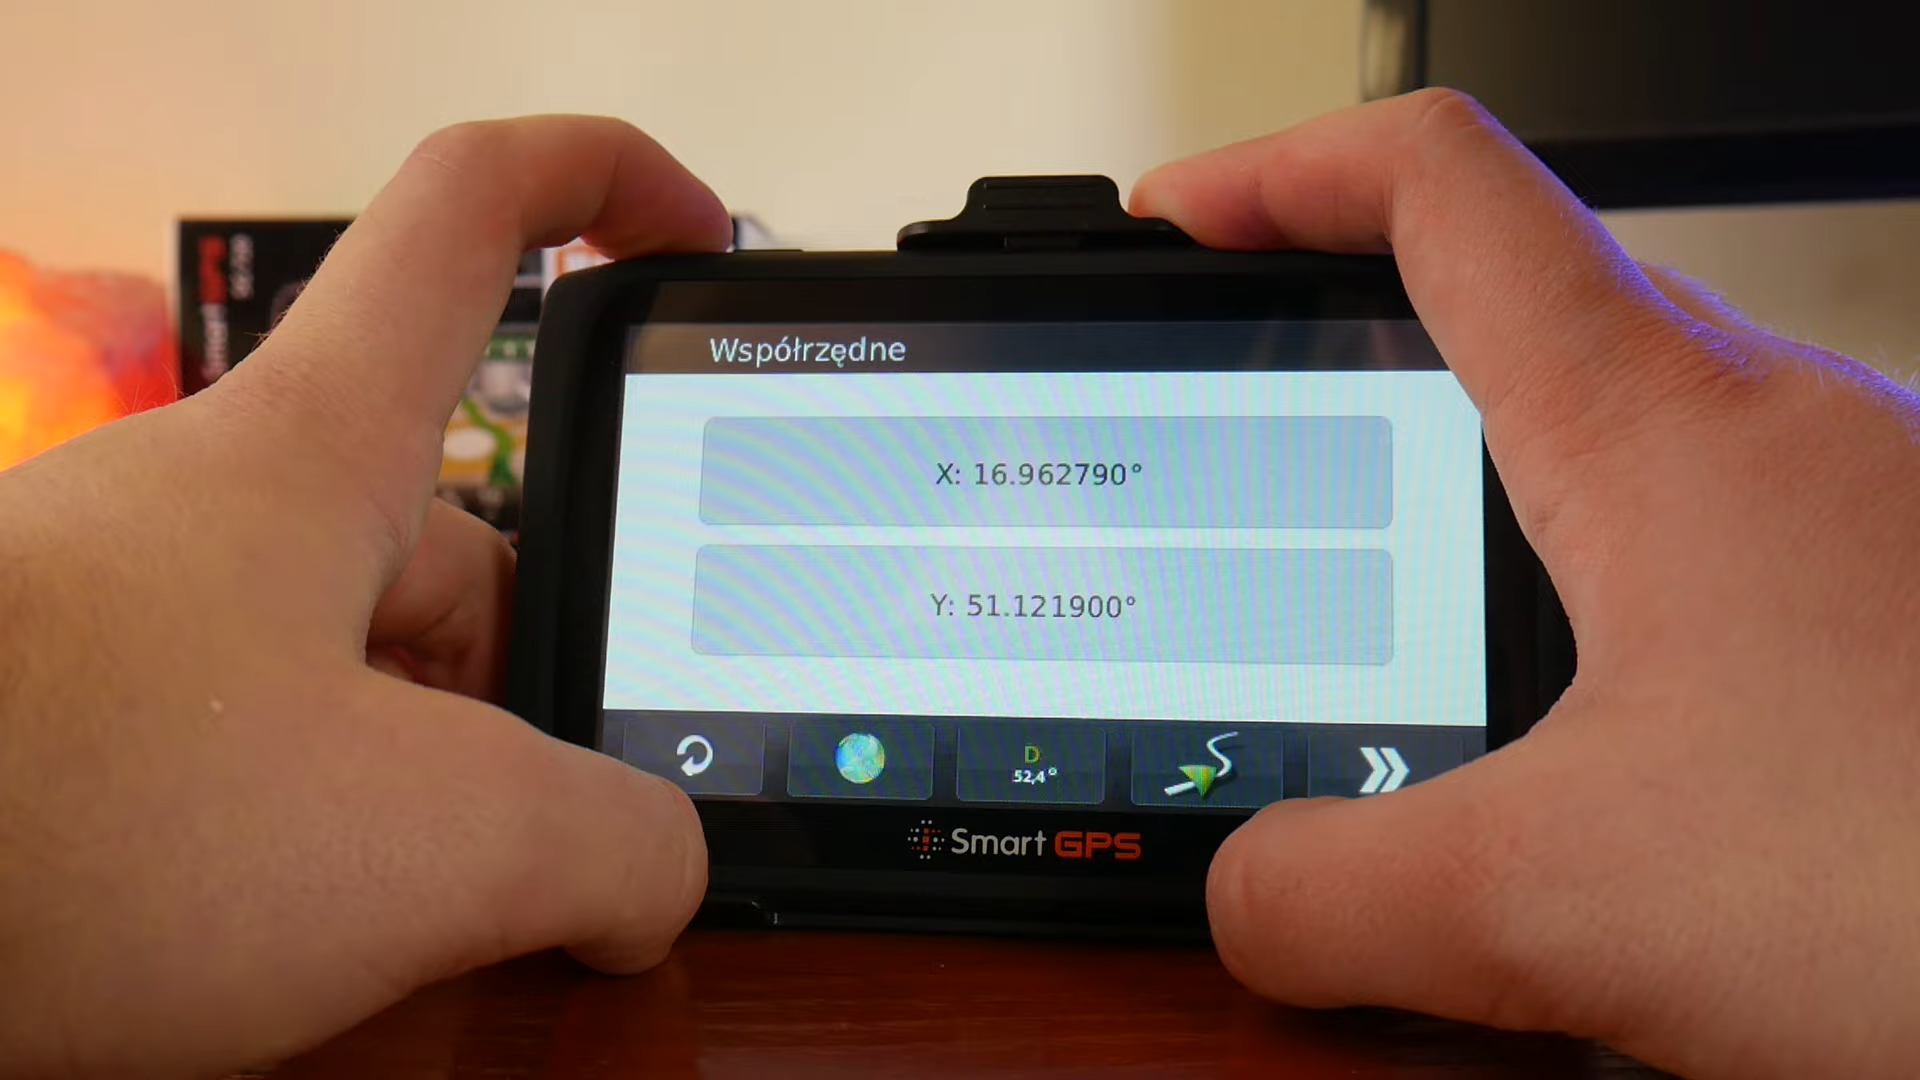 Współrzędne
X: 16.962790°
Y: 51.121900°
D
52,4°
Smart GPS